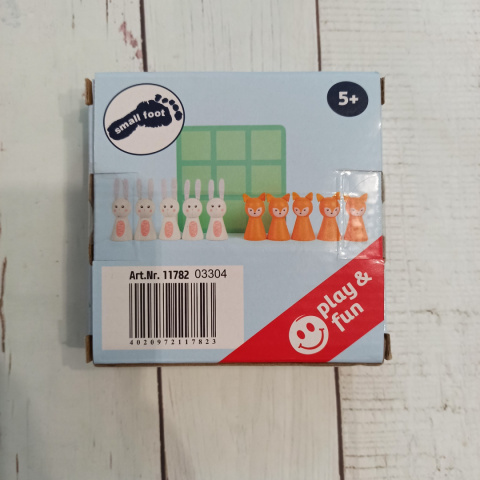 small foot
5+
Art.Nr. 11782 03304
4020972117823
play &
fun